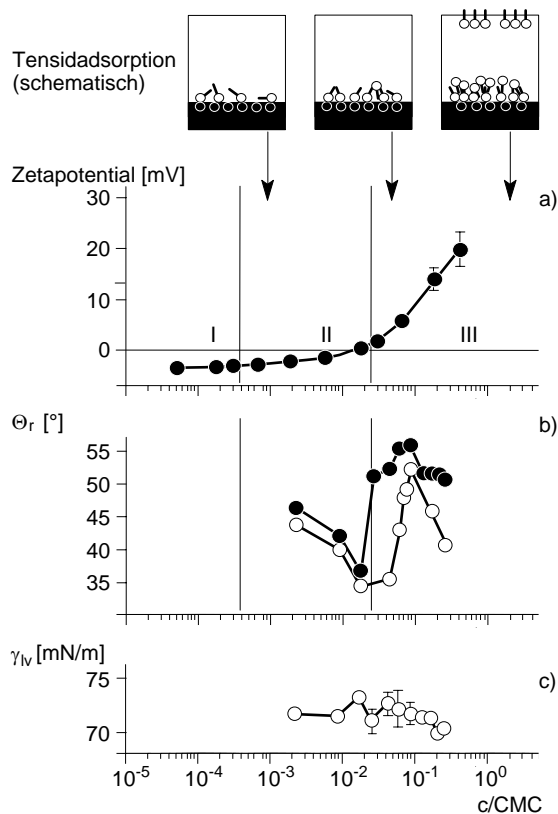 Tensidadsorption
(schematisch)
Zetapotential [mV]
a)
30
20
10
0
I II III
Θr [°]
b)
55
50
45
40
35
γlv [mN/m]
c)
75
70
10-5 10-4 10-3 10-2 10-1 100
c/CMC